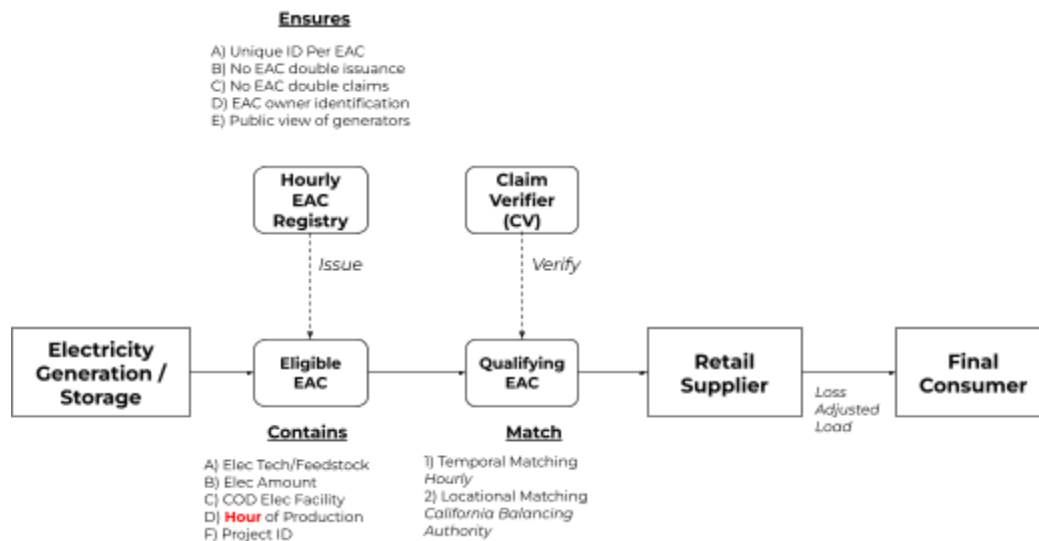 Ensures
A) Unique ID Per EAC
B) No EAC double issuance
C) No EAC double claims
D) EAC owner identification
E) Public view of generators
Hourly
EAC
Registry
Claim
Verifier
(CV)
Issue
Verify
Electricity
Generation /
Storage
Eligible
EAC
Qualifying
EAC
Retail
Supplier
Final
Consumer
Loss
Adjusted
Load
Contains
A) Elec Tech/Feedstock
B) Elec Amount
C) COD Elec Facility
D) Hour of Production
F) Project ID
Match
1) Temporal Matching
Hourly
2) Locational Matching
California Balancing
Authority